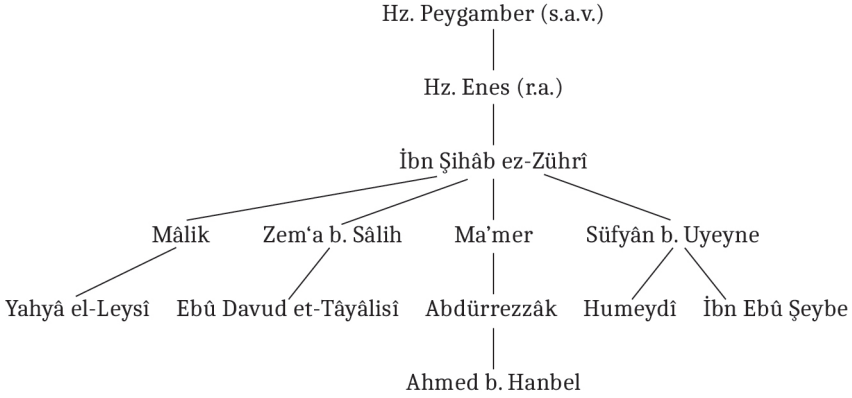 Hz. Peygamber (s.a.v.)
Hz. Enes (r.a.)
İbn Şihâb ez-Zührî
Mâlik Zem‘a b. Sâlih Ma’mer Süfyân b. Uyeyne
Yahyâ el-Leysî Ebû Davud et-Tâyâlisî Abdürrezzâk Humeydî İbn Ebû Şeybe
Ahmed b. Hanbel